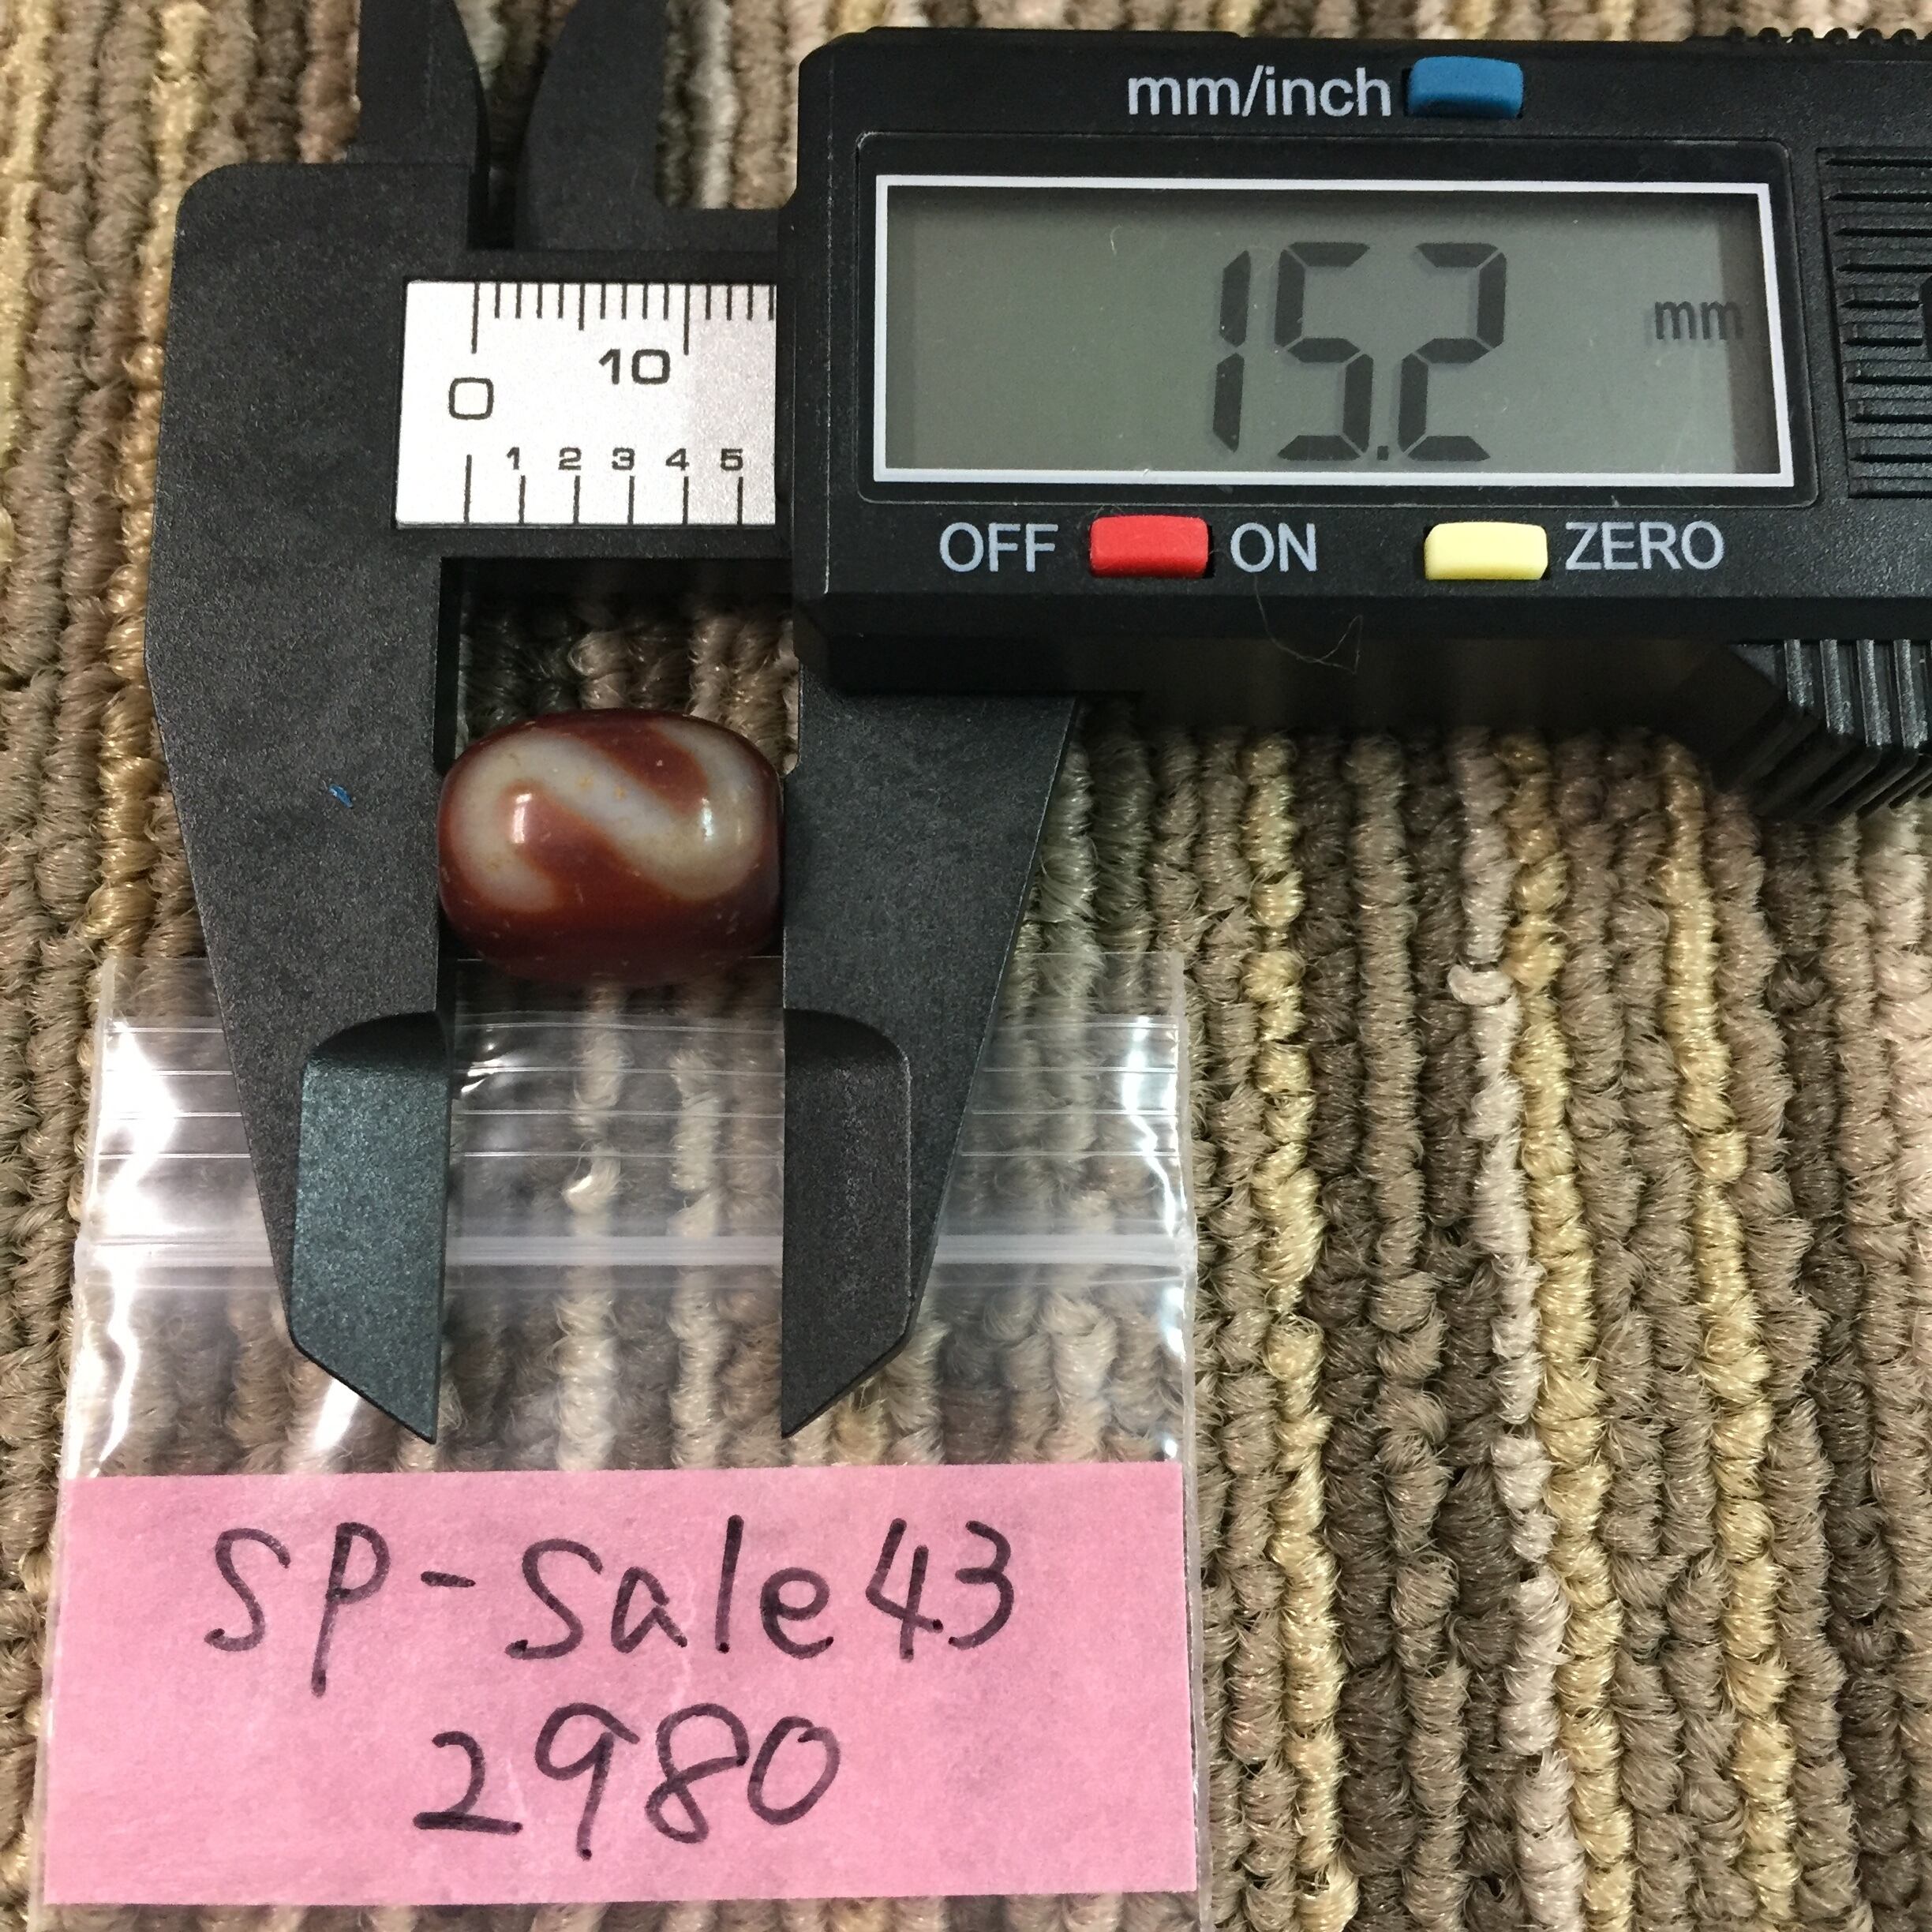 mm/inch
15.2 mm
OFF ON ZERO
10
0
1 2 3 4 5
SP-Sale43
2980